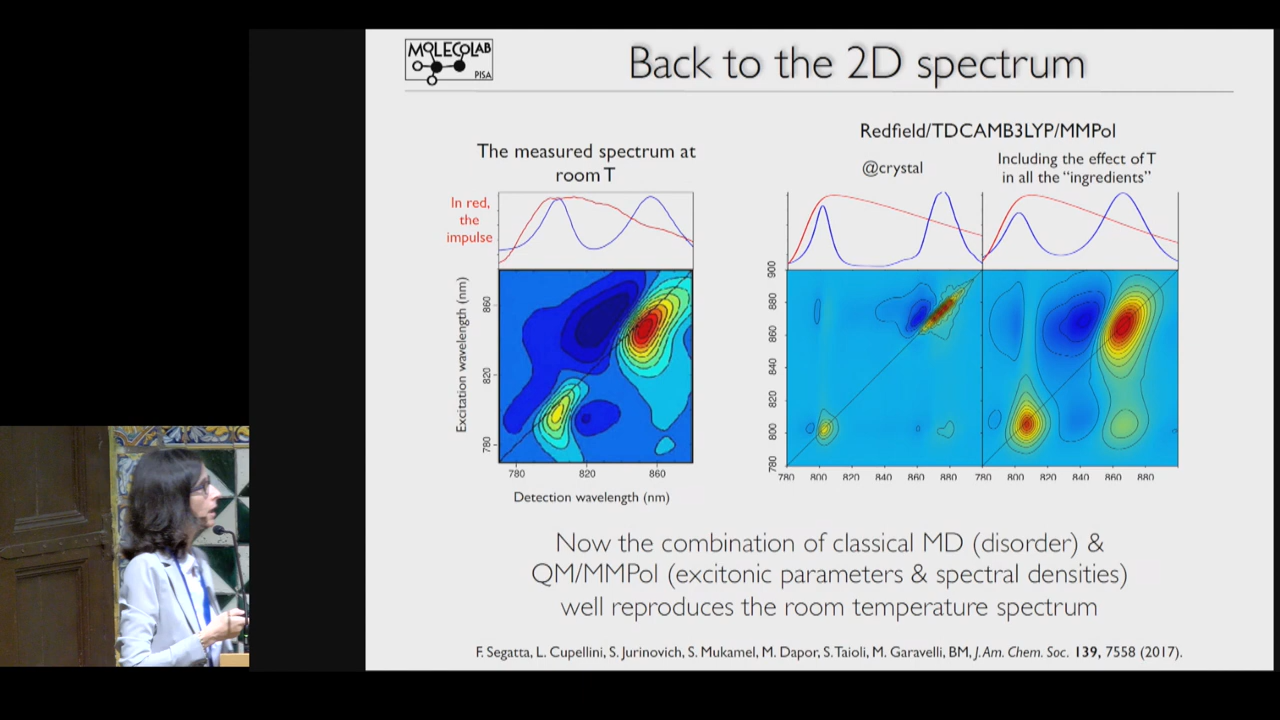 MOLECOLAB
PISA
Back to the 2D spectrum
The measured spectrum at
room T
In red,
the
impulse
Redfield/TDCAMB3LYP/MMPol
@crystal
Including the effect of T
in all the “ingredients”
Excitation wavelength (nm)
860
820
780
780 820 860
Detection wavelength (nm)
900
880
860
840
820
800
780
780 800 820 840 860 880 780 800 820 840 860 880
Now the combination of classical MD (disorder) &
QM/MMPol (excitonic parameters & spectral densities)
well reproduces the room temperature spectrum
F. Segatta, L. Cupellini, S. Jurinovich, S. Mukamel, M. Dapor, S. Taioli, M. Garavelli, BM, J. Am. Chem. Soc. 139, 7558 (2017).